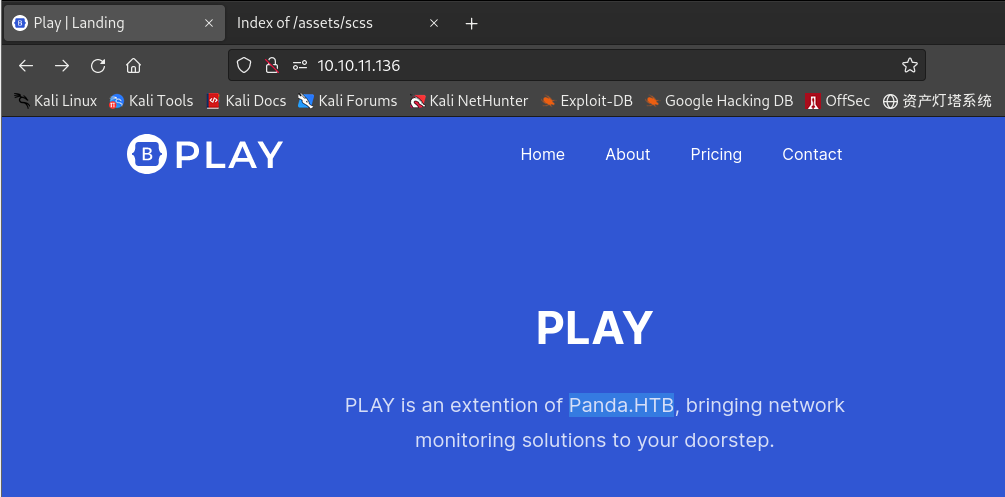 Play | Landing
Index of /assets/scss
10.10.11.136
Kali Linux Kali Tools Kali Docs Kali Forums Kali NetHunter Exploit-DB Google Hacking DB OffSec 资产灯塔系统
B PLAY Home About Pricing Contact
PLAY
PLAY is an extention of Panda.HTB, bringing network
monitoring solutions to your doorstep.